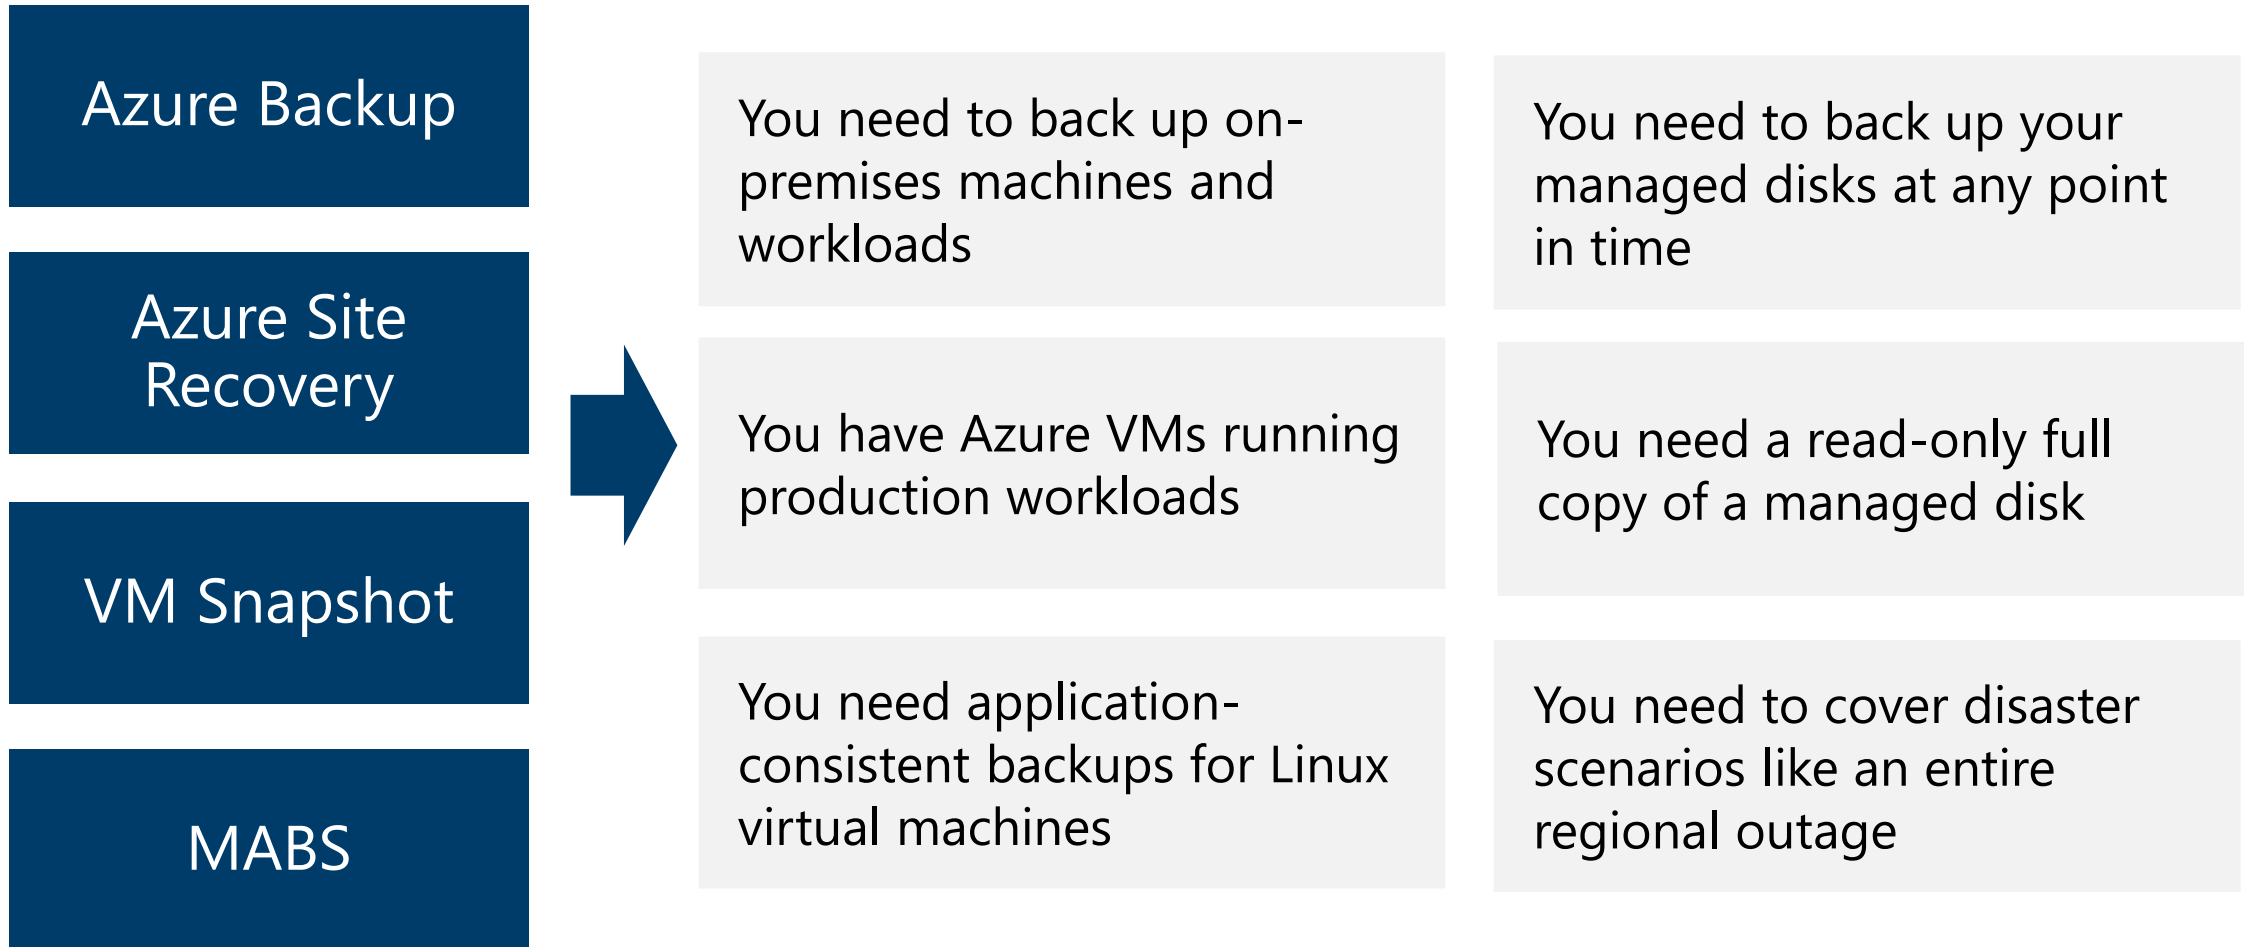 Azure Backup
Azure Site
Recovery
VM Snapshot
MABS
You need to back up on-
premises machines and
workloads
You have Azure VMs running
production workloads
You need application-
consistent backups for Linux
virtual machines
You need to back up your
managed disks at any point
in time
You need a read-only full
copy of a managed disk
You need to cover disaster
scenarios like an entire
regional outage